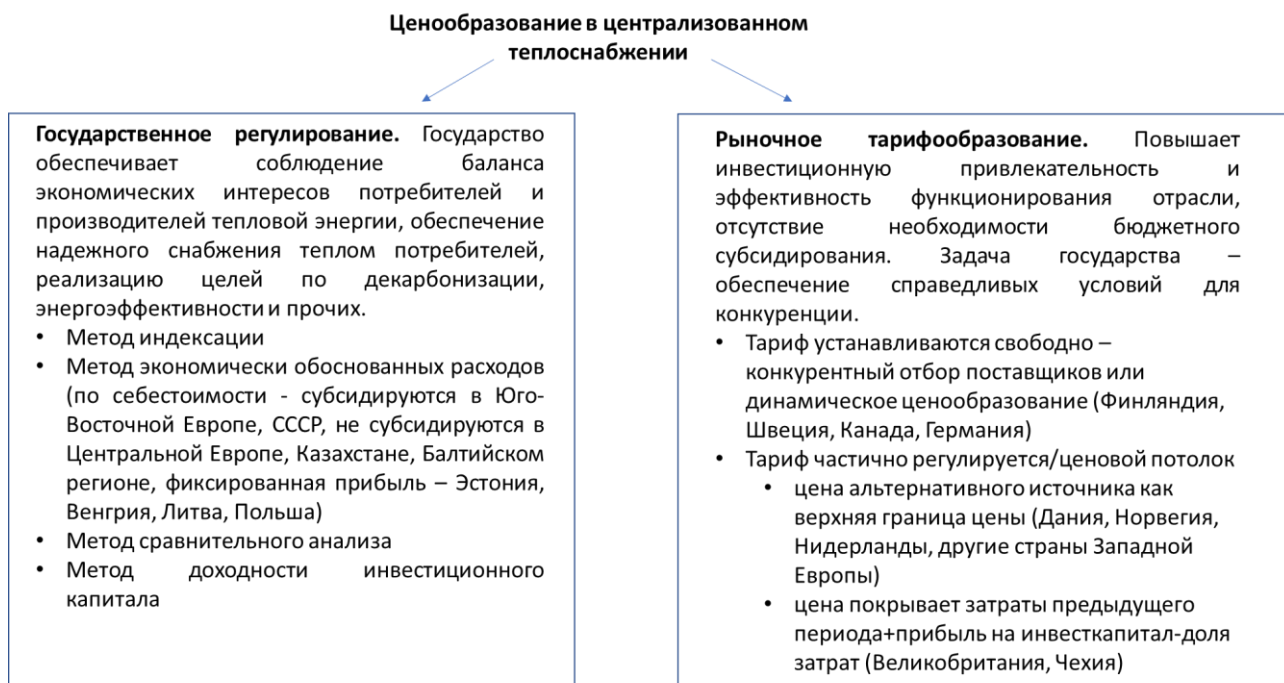 Ценообразование в централизованном
теплоснабжении
Государственное регулирование. Государство
обеспечивает соблюдение баланса
экономических интересов потребителей и
производителей тепловой энергии, обеспечение
надежного снабжения теплом потребителей,
реализацию целей по декарбонизации,
энергоэффективности и прочих.
• Метод индексации
• Метод экономически обоснованных расходов
(по себестоимости - субсидируются в Юго-
Восточной Европе, СССР, не субсидируются в
Центральной Европе, Казахстане, Балтийском
регионе, фиксированная прибыль – Эстония,
Венгрия, Литва, Польша)
• Метод сравнительного анализа
• Метод доходности инвестиционного
капитала
Рыночное тарифообразование. Повышает
инвестиционную привлекательность и
эффективность функционирования отрасли,
отсутствие необходимости бюджетного
субсидирования. Задача государства –
обеспечение справедливых условий для
конкуренции.
• Тариф устанавливаются свободно –
конкурентный отбор поставщиков или
динамическое ценообразование (Финляндия,
Швеция, Канада, Германия)
• Тариф частично регулируется/ценовой потолок
• цена альтернативного источника как
верхняя граница цены (Дания, Норвегия,
Нидерланды, другие страны Западной
Европы)
• цена покрывает затраты предыдущего
периода+прибыль на инвесткапитал-доля
затрат (Великобритания, Чехия)